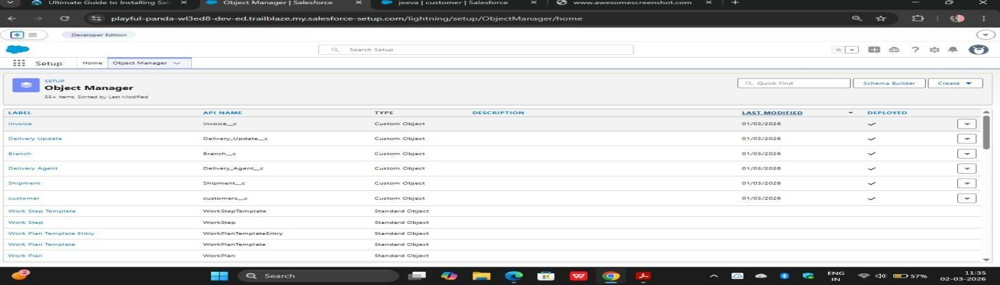 Ultimate Guide to Installing Sal
Object Manager | Salesforce
jeeva | customer | Salesforce
www.awesomescreenshot.com
playful-panda-wl3ed8-dev-ed.trailblaze.my.salesforce-setup.com/lightning/setup/ObjectManager/home
Developer Edition
Search Setup
Setup Home Object Manager
SETUP
Object Manager
55+ Items, Sorted by Last Modified
Quick Find Schema Builder Create
LABEL API NAME TYPE DESCRIPTION LAST MODIFIED DEPLOYED
Invoice Invoice__c Custom Object 01/03/2026
Delivery Update Delivery_Update__c Custom Object 01/03/2026
Branch Branch__c Custom Object 01/03/2026
Delivery Agent Delivery_Agent__c Custom Object 01/03/2026
Shipment Shipment__c Custom Object 01/03/2026
customer customers__c Custom Object 01/03/2026
Work Step Template WorkStepTemplate Standard Object
Work Step WorkStep Standard Object
Work Plan Template Entry WorkPlanTemplateEntry Standard Object
Work Plan Template WorkPlanTemplate Standard Object
Work Plan WorkPlan Standard Object
2
Search
ENG
IN
57%
11:35
02-03-2026